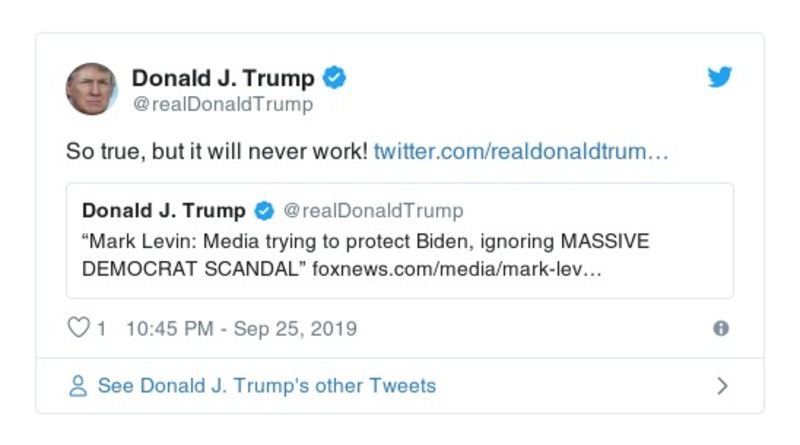 Donald J. Trump
@realDonaldTrump
So true, but it will never work! twitter.com/realdonaldtrum…
Donald J. Trump @realDonaldTrump
“Mark Levin: Media trying to protect Biden, ignoring MASSIVE
DEMOCRAT SCANDAL” foxnews.com/media/mark-lev…
1 10:45 PM - Sep 25, 2019
See Donald J. Trump's other Tweets